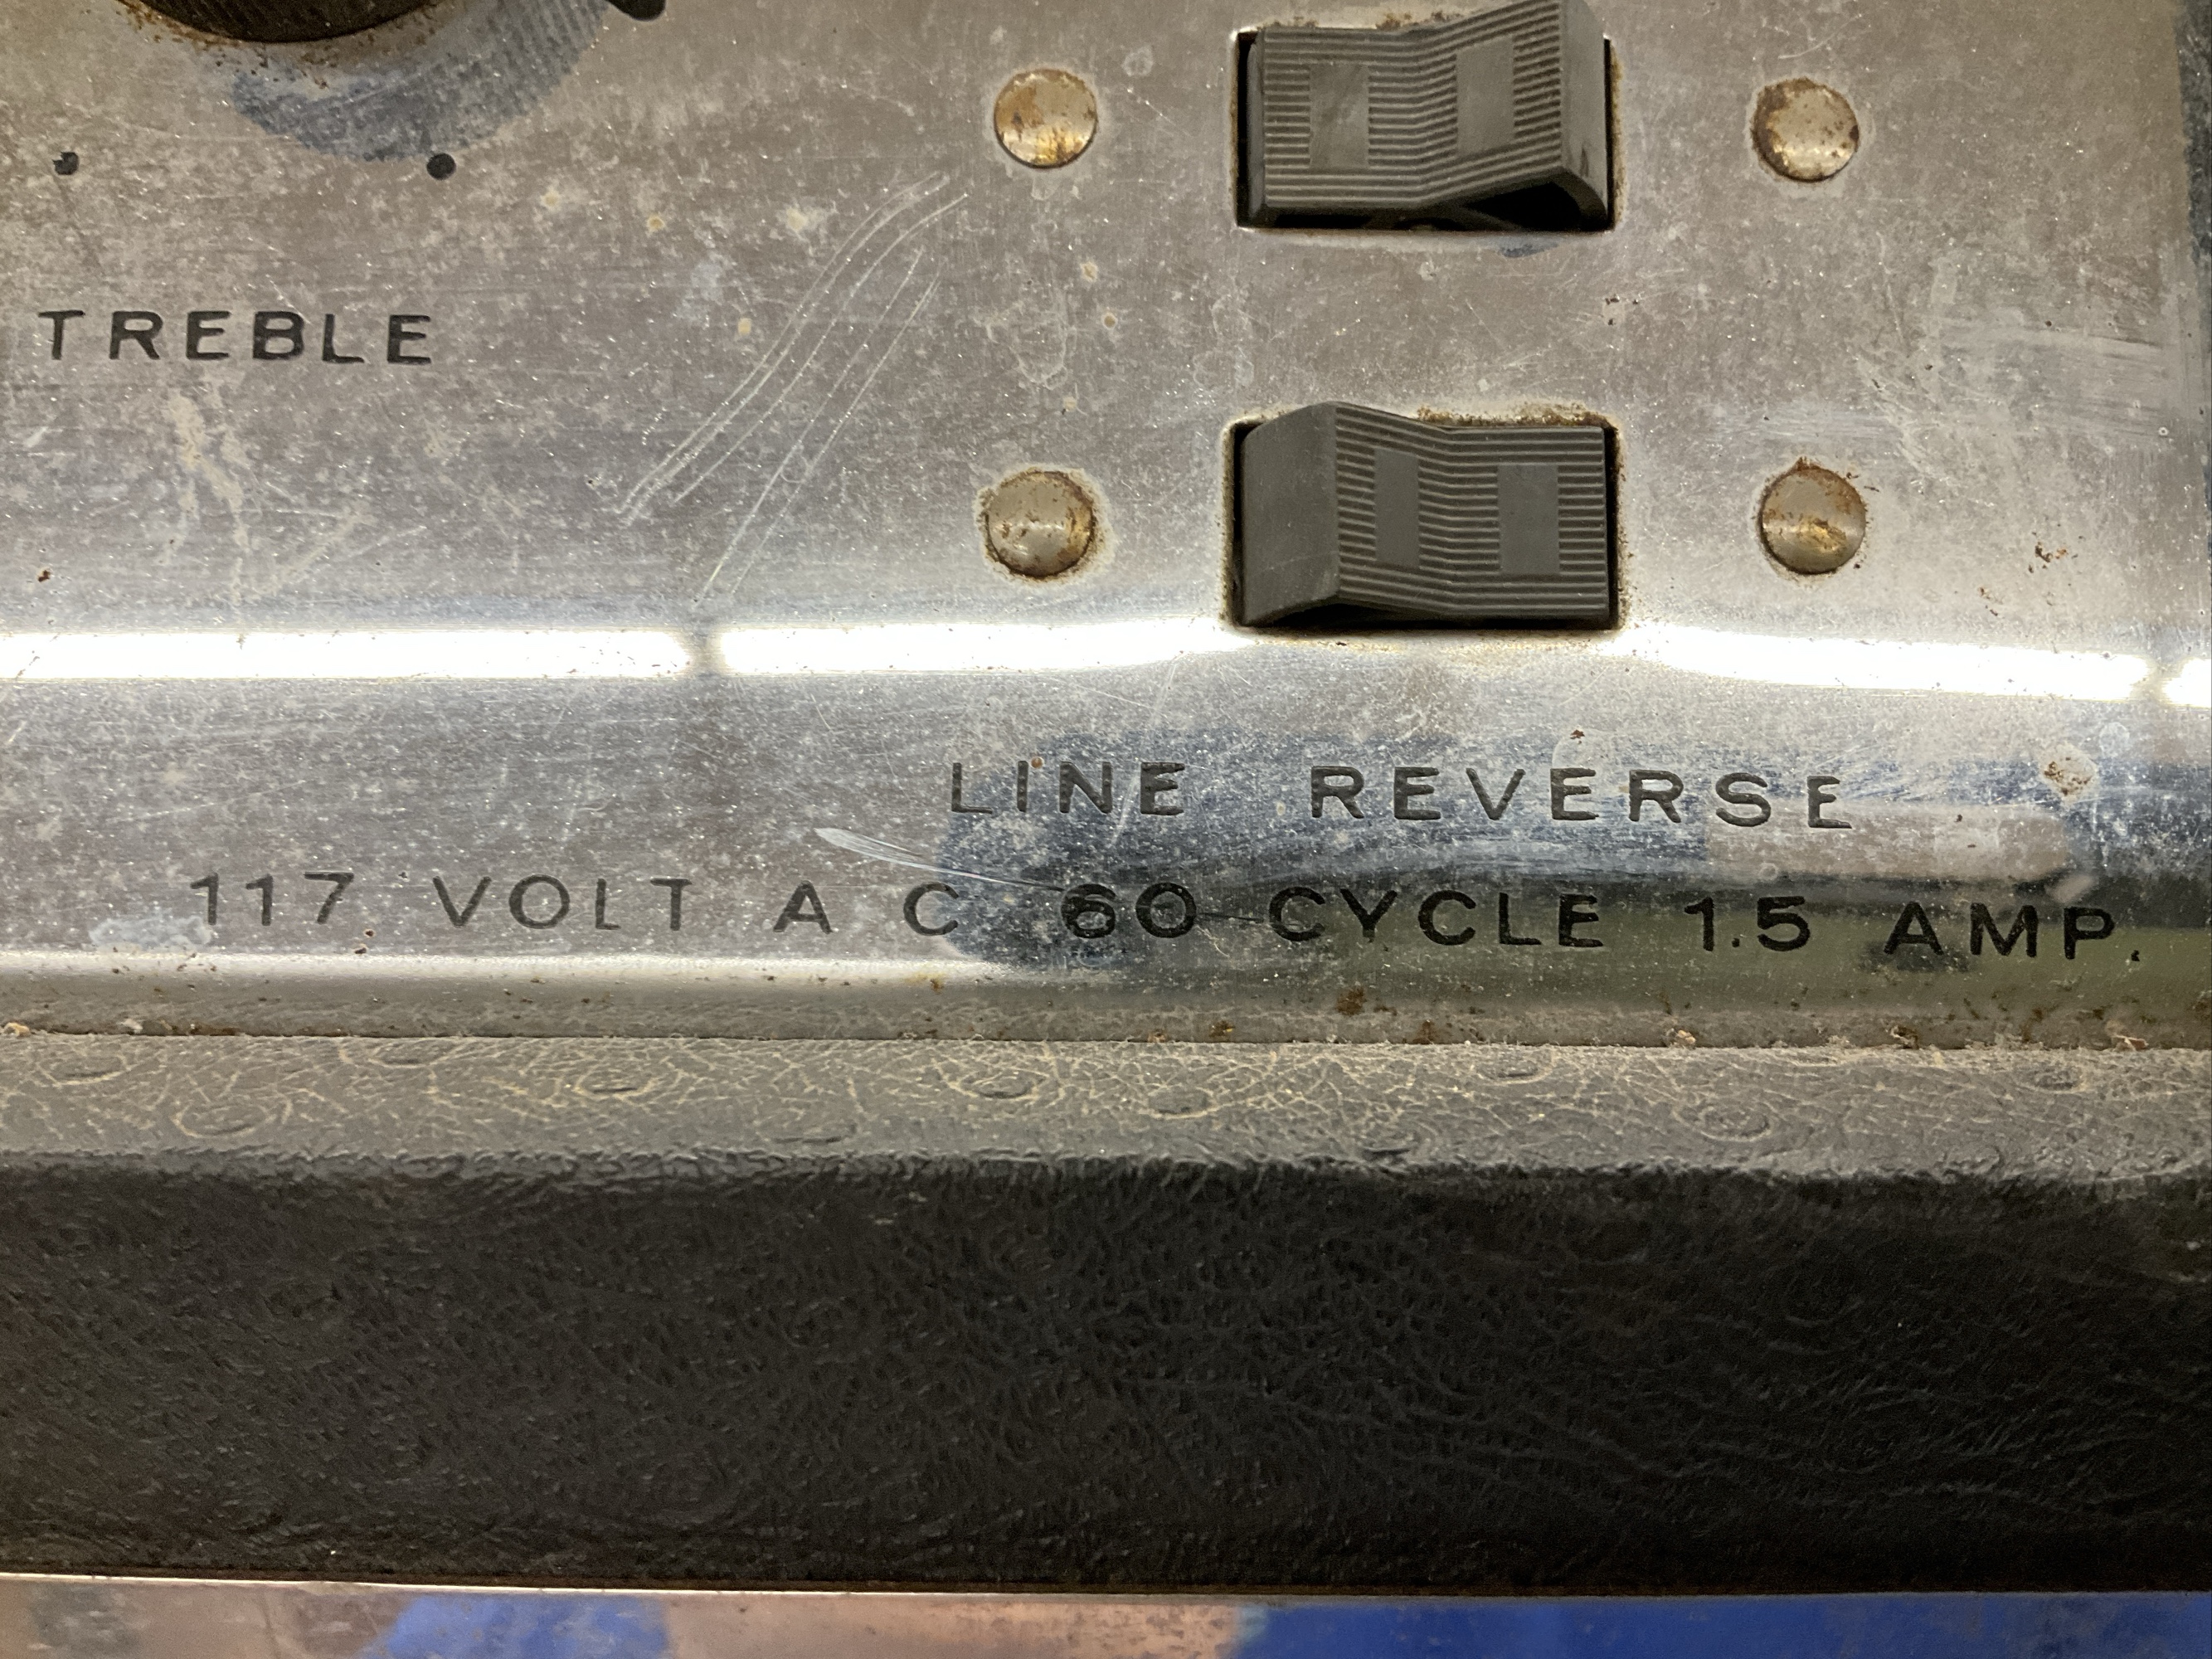 TREBLE
LINE REVERSE
117 VOLT A C 60 CYCLE 1.5 AMP.